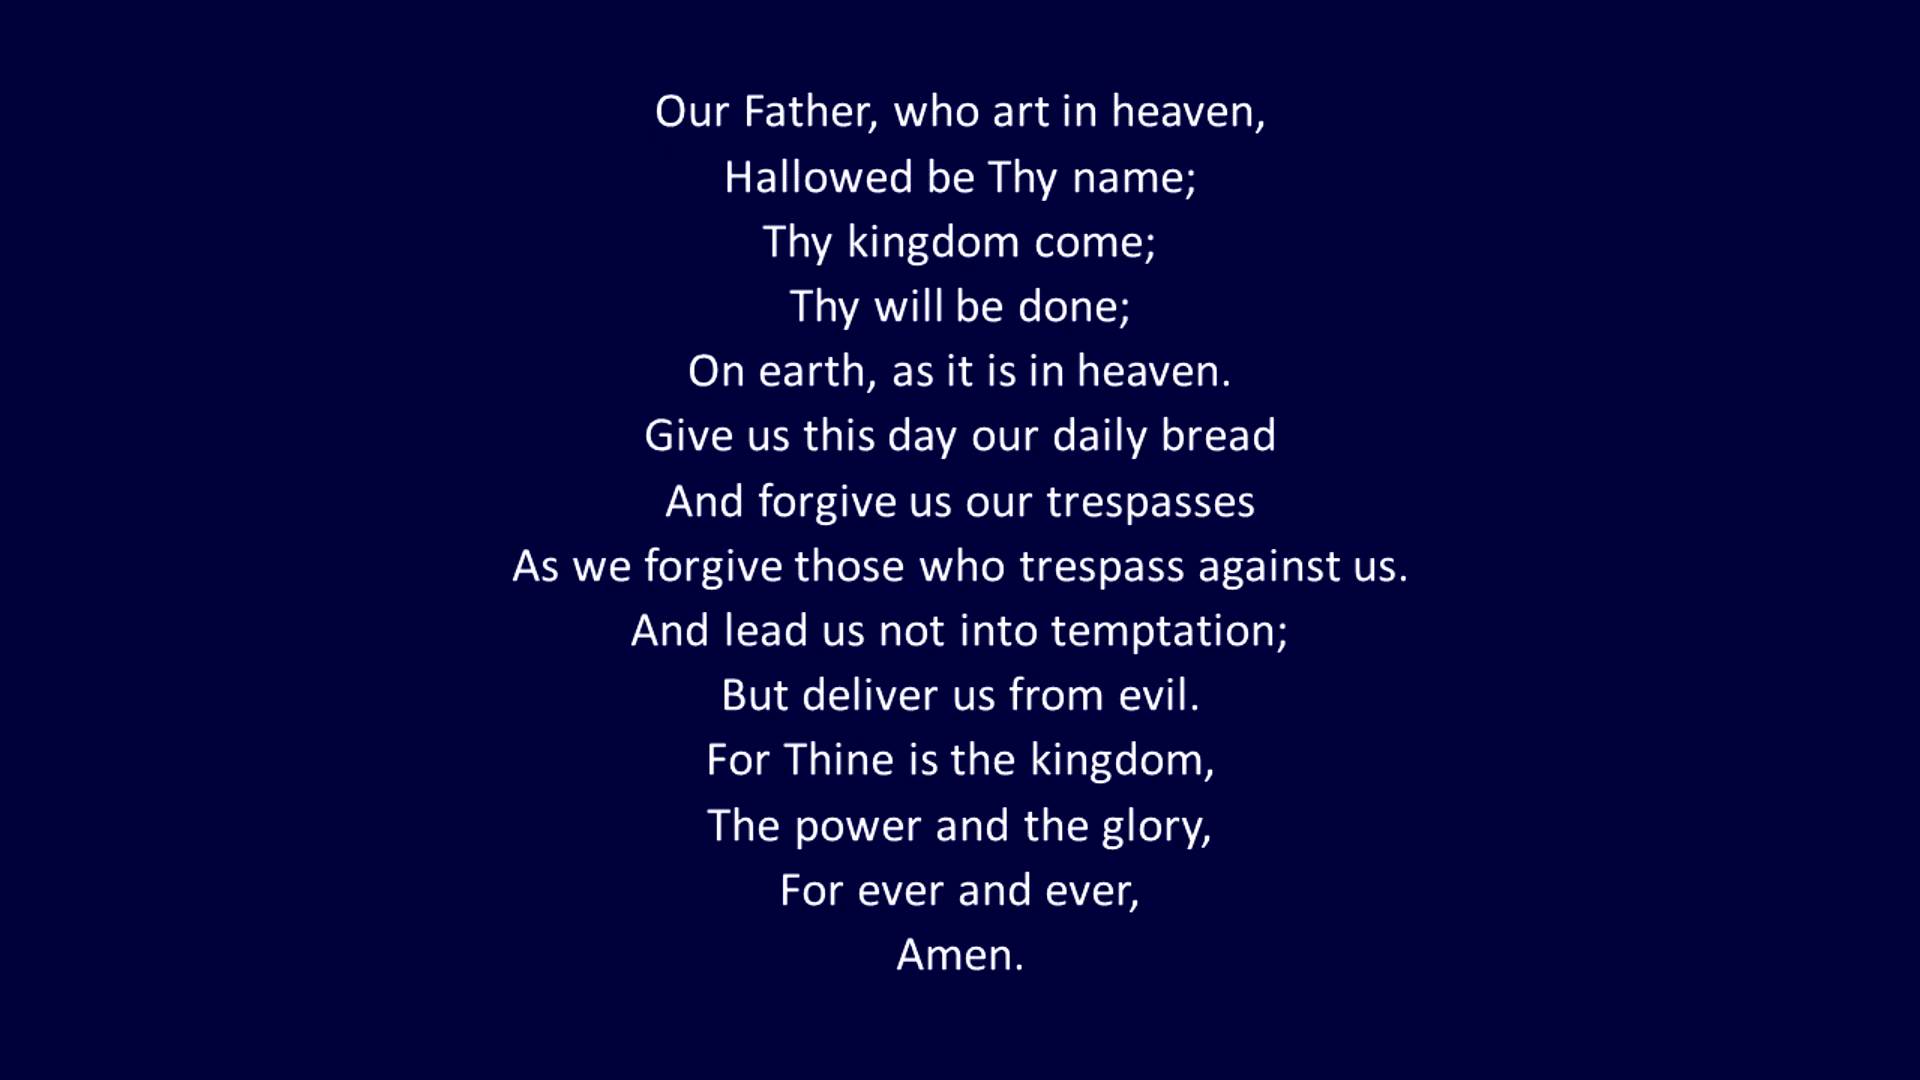 Our Father, who art in heaven,
Hallowed be Thy name;
Thy kingdom come;
Thy will be done;
On earth, as it is in heaven.
Give us this day our daily bread
And forgive us our trespasses
As we forgive those who trespass against us.
And lead us not into temptation;
But deliver us from evil.
For Thine is the kingdom,
The power and the glory,
For ever and ever,
Amen.